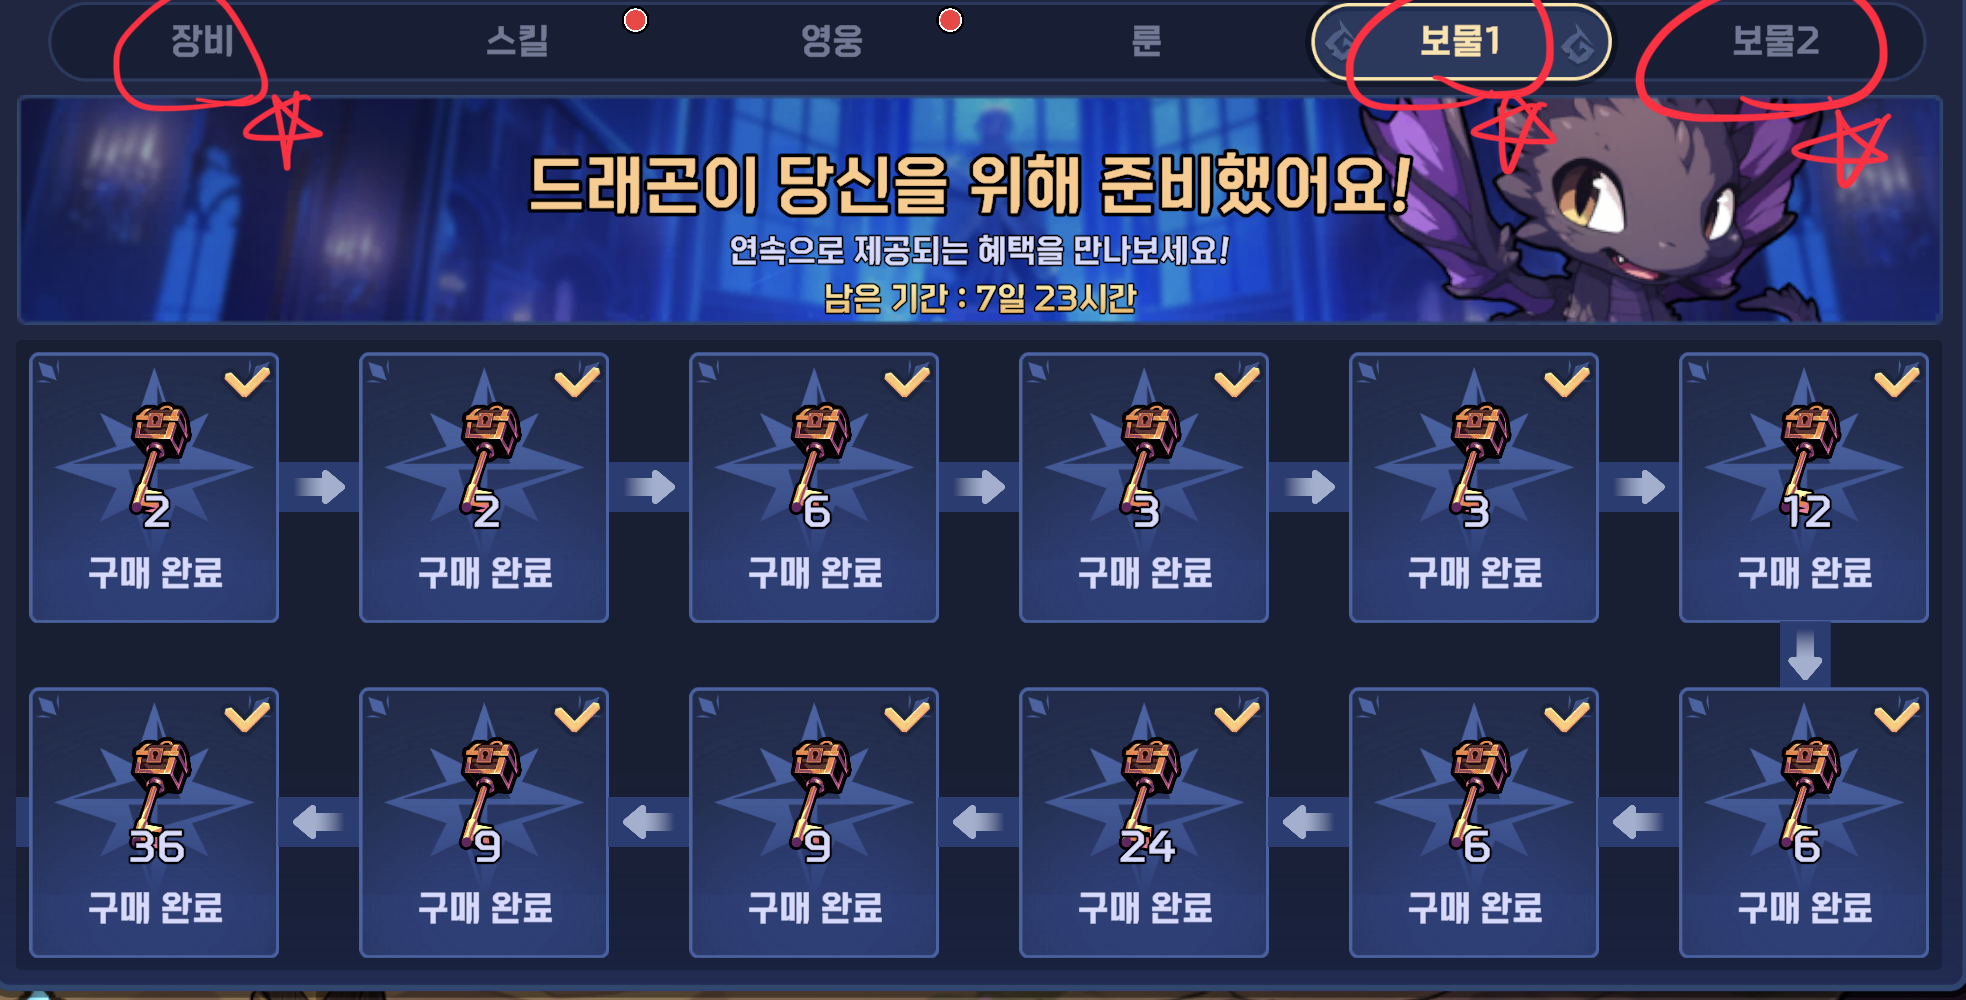 장비 스킬 영웅 룬 보물1 보물2
드래곤이 당신을 위해 준비했어요!
연속으로 제공되는 혜택을 만나보세요!
남은 기간 : 7일 23시간
2 2 6 3 3 12
구매 완료 구매 완료 구매 완료 구매 완료 구매 완료 구매 완료
36 9 9 24 6 6
구매 완료 구매 완료 구매 완료 구매 완료 구매 완료 구매 완료